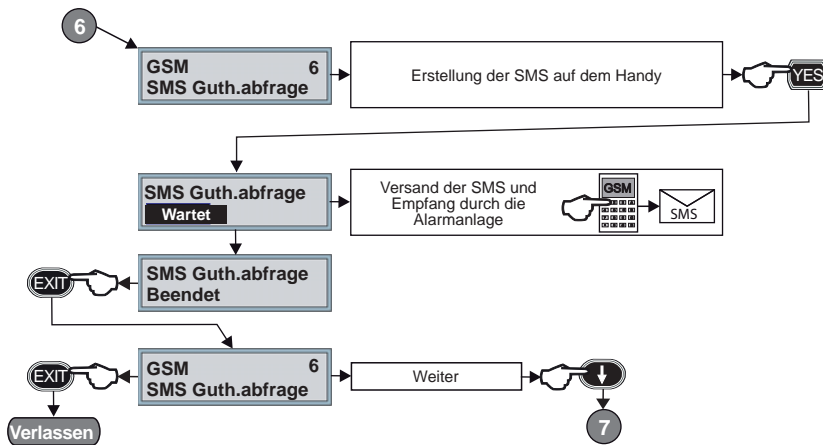 6
GSM 6
SMS Guth.abfrage
Erstellung der SMS auf dem Handy
YES
SMS Guth.abfrage
Wartet
Versand der SMS und
Empfang durch die
Alarmanlage
GSM
SMS
EXIT
SMS Guth.abfrage
Beendet
EXIT
GSM 6
SMS Guth.abfrage
Weiter
Verlassen
7